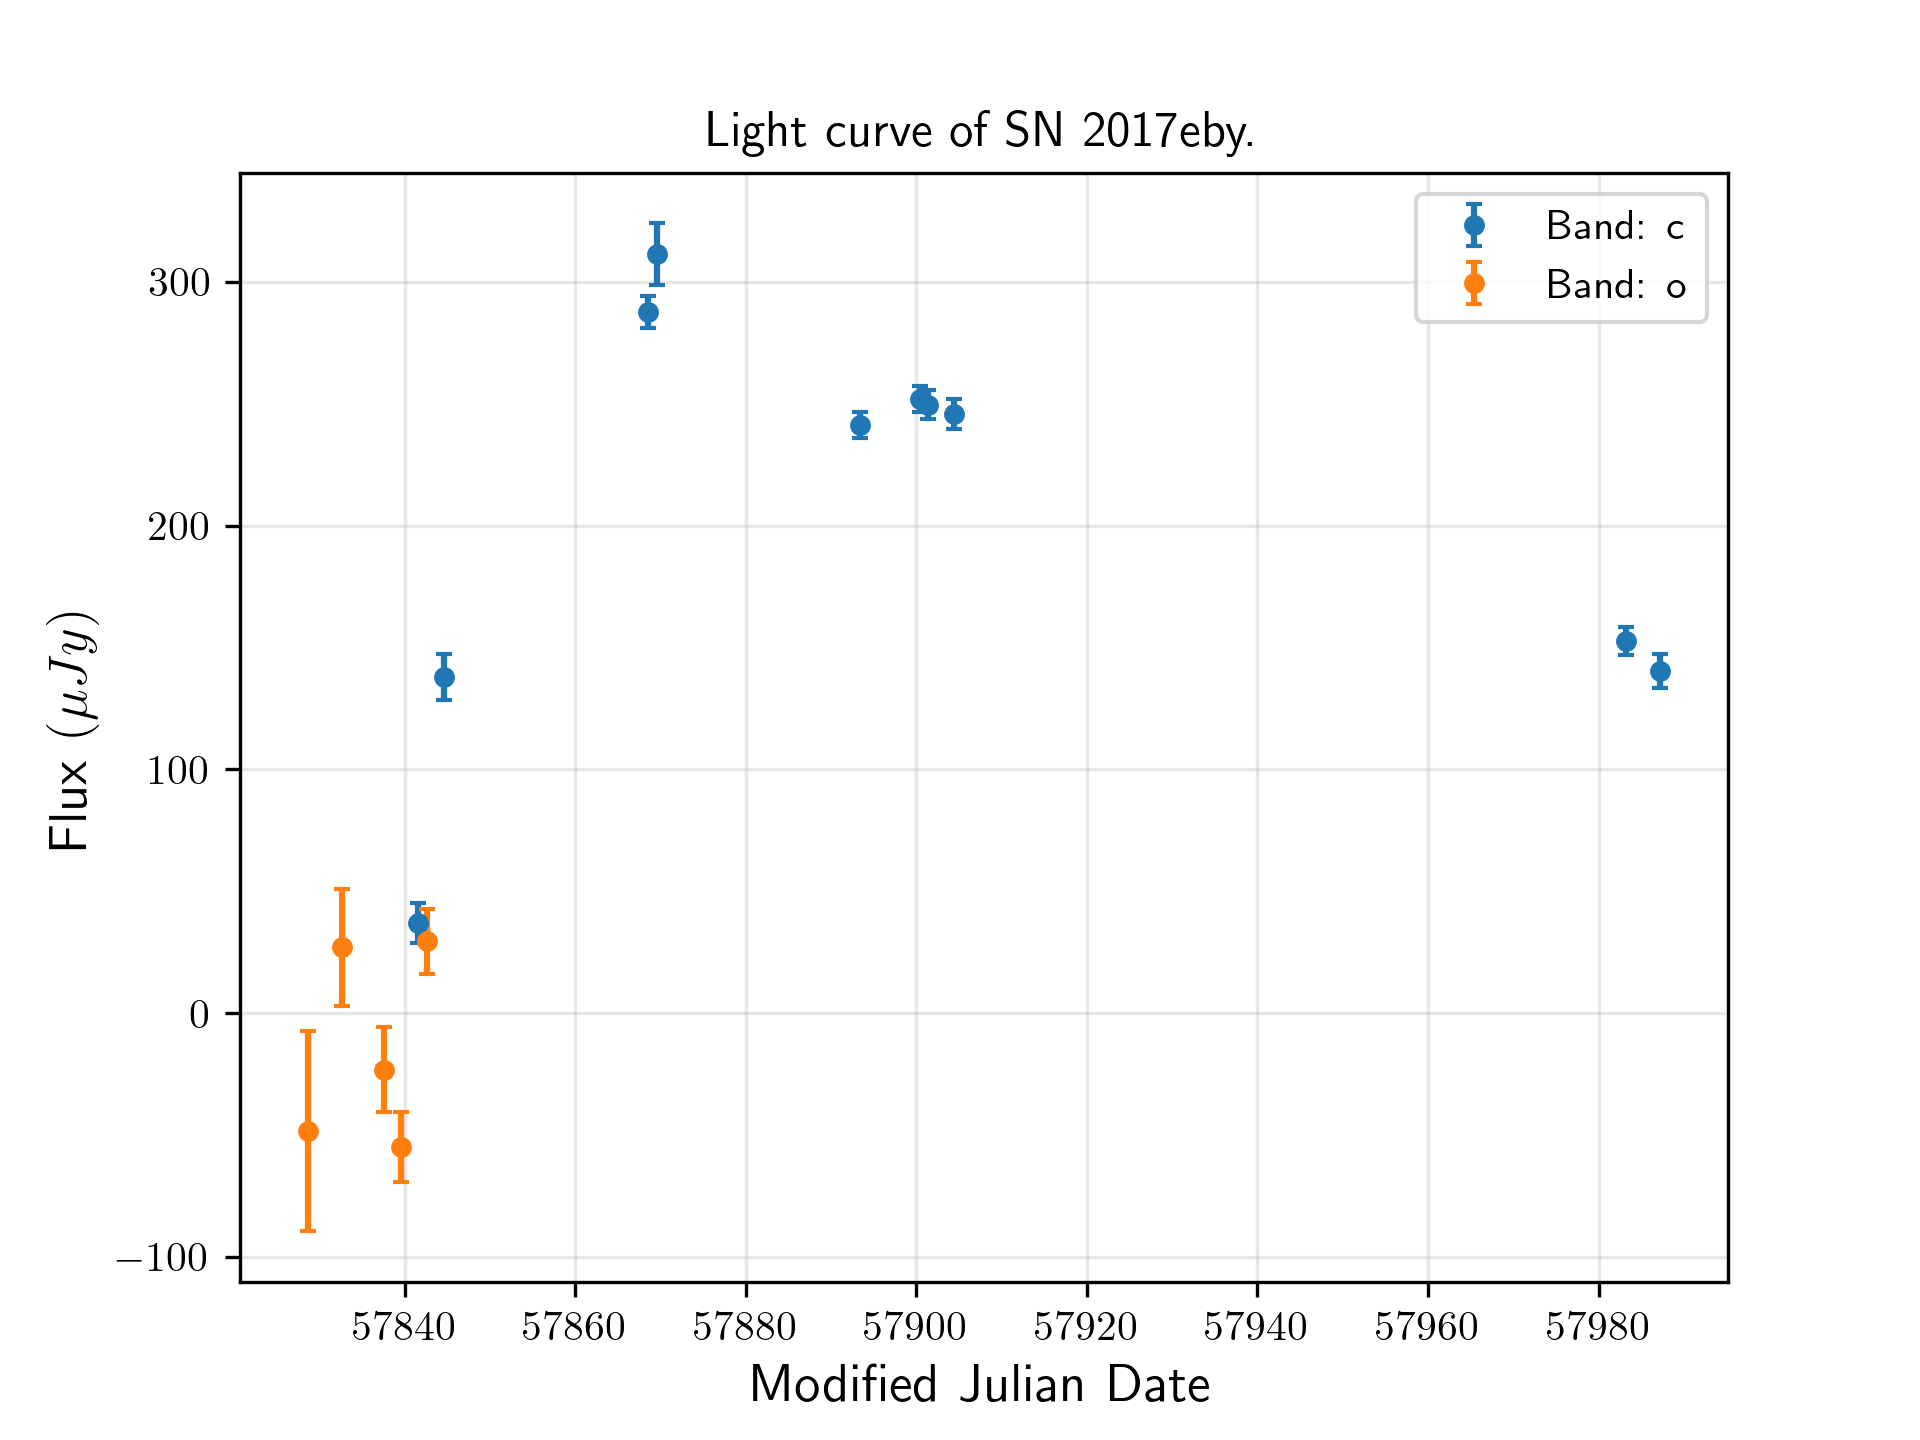 Light curve of SN 2017eby.
Band: c
Band: o
300
200
100
0
−100
Flux (μJy)
57840 57860 57880 57900 57920 57940 57960 57980
Modified Julian Date